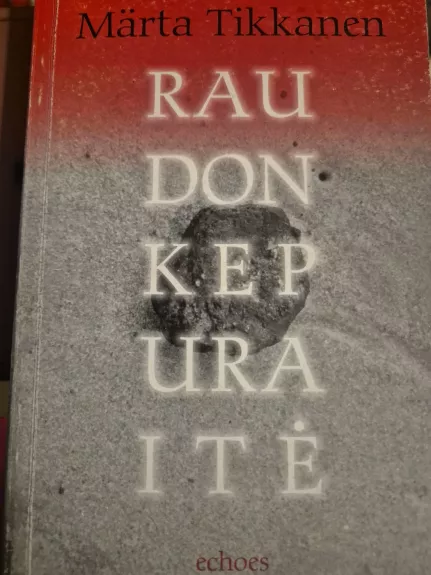 Märta Tikkanen
RAU
DON
KEP
URA
ITĖ
echoes